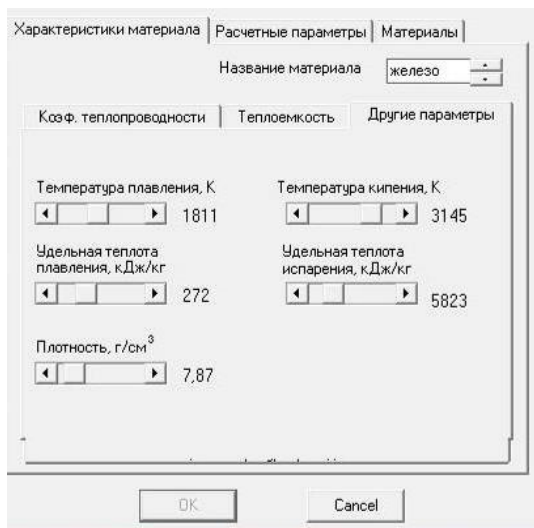 Характеристики материала Расчетные параметры Материалы
Название материала железо
Коэф. теплопроводности Теплоемкость Другие параметры
Температура плавления, К Температура кипения, К
1811 3145
Удельная теплота Удельная теплота
плавления, кДж/кг испарения, кДж/кг
272 5823
Плотность, г/см³
7,87
OK Cancel